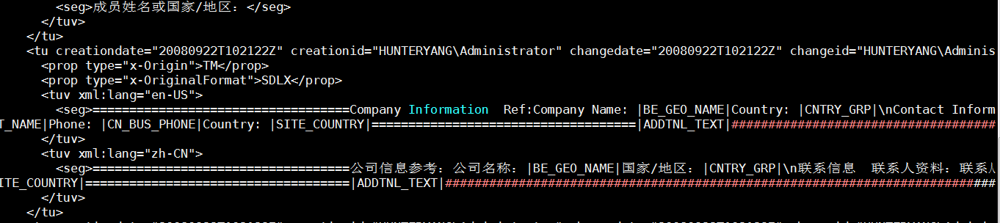 <seg>成员姓名或国家/地区: </seg>
</tuv>
</tu>
<tu creationdate="20080922T102122Z" creationid="HUNTERYANG\Administrator" changedate="20080922T102122Z" changeid="HUNTERYANG\Adminis
<prop type="x-Origin">TM</prop>
<prop type="x-OriginalFormat">SDLX</prop>
<tuv xml:lang="en-US">
<seg>===================================Company Information  Ref:Company Name: |BE_GEO_NAME|Country: |CNTRY_GRP|\nContact Inform
T_NAME|Phone: |CN_BUS_PHONE|Country: |SITE_COUNTRY|====================================|ADDTNL_TEXT|####################################
</tuv>
<tuv xml:lang="zh-CN">
<seg>===================================公司信息参考: 公司名称: |BE_GEO_NAME|国家/地区: |CNTRY_GRP|\n联系信息  联系人资料: 联系人
ITE_COUNTRY|====================================|ADDTNL_TEXT|###########################################################################
</tuv>
</tu>